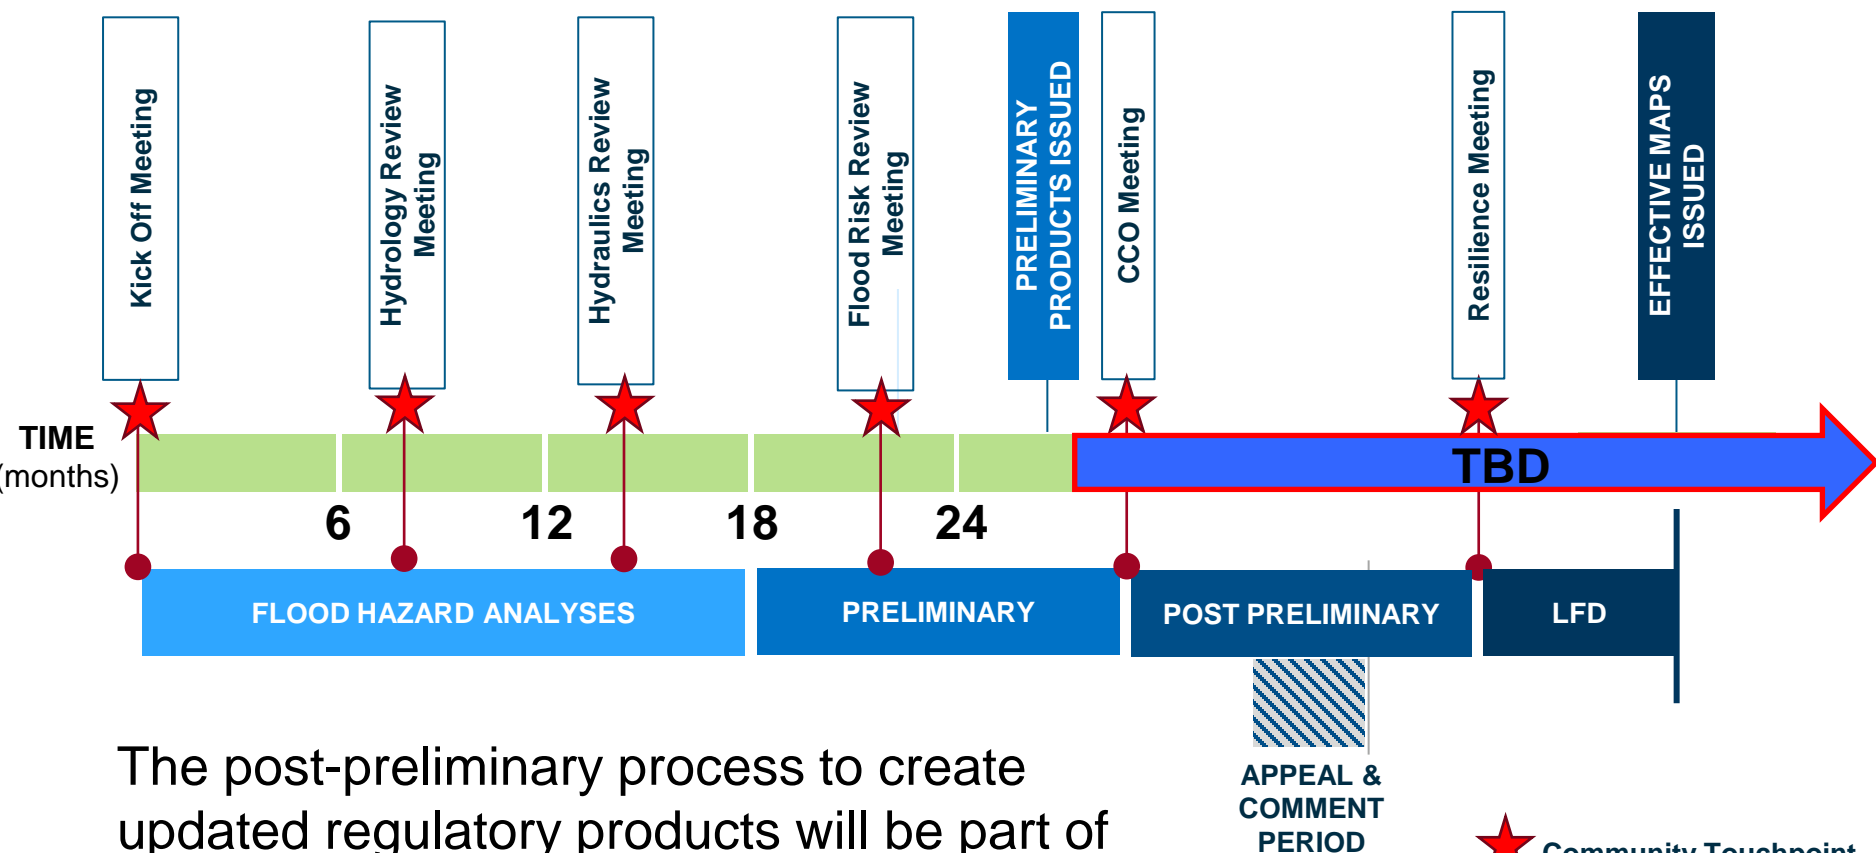 Kick Off Meeting
Hydrology Review
Meeting
Hydraulics Review
Meeting
Flood Risk Review
Meeting
PRELIMINARY
PRODUCTS ISSUED
CCO Meeting
Resilience Meeting
EFFECTIVE MAPS
ISSUED
TIME
(months)
TBD
6
12
18
24
FLOOD HAZARD ANALYSES
PRELIMINARY
POST PRELIMINARY
LFD
APPEAL &
COMMENT
PERIOD
The post-preliminary process to create
updated regulatory products will be part of
Community Touchpoint